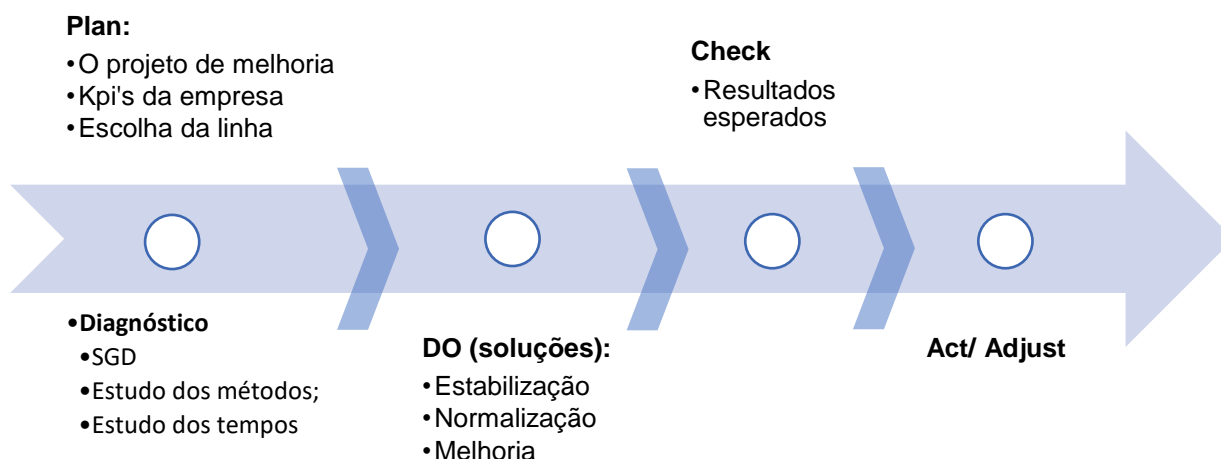 Plan:
•O projeto de melhoria
•Kpi's da empresa
•Escolha da linha
Check
•Resultados
esperados
•Diagnóstico
•SGD
•Estudo dos métodos;
•Estudo dos tempos
DO (soluções):
•Estabilização
•Normalização
•Melhoria
Act/ Adjust